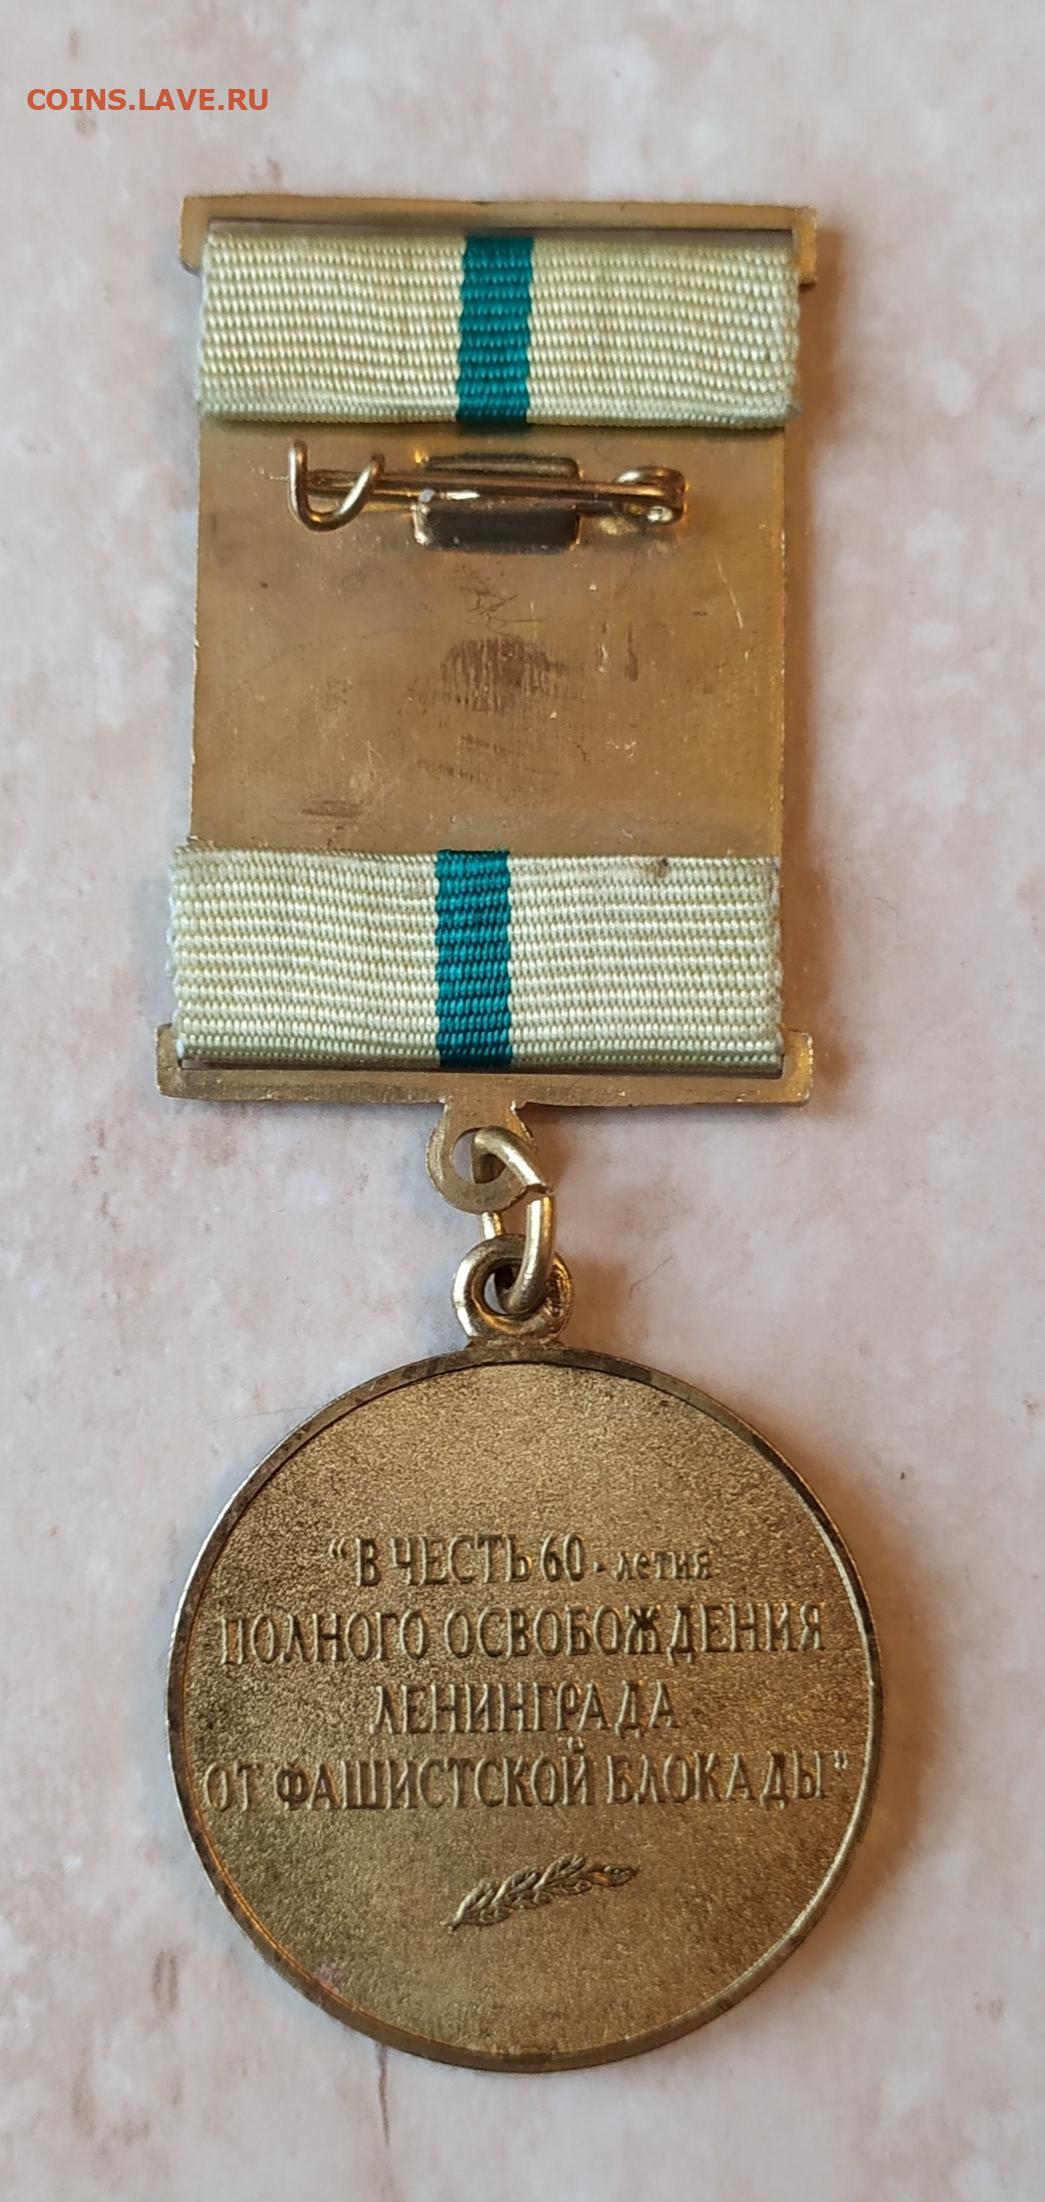 COINS.LAVE.RU
“В ЧЕСТЬ 60-летия
ПОЛНОГО ОСВОБОЖДЕНИЯ
ЛЕНИНГРАДА
ОТ ФАШИСТСКОЙ БЛОКАДЫ”